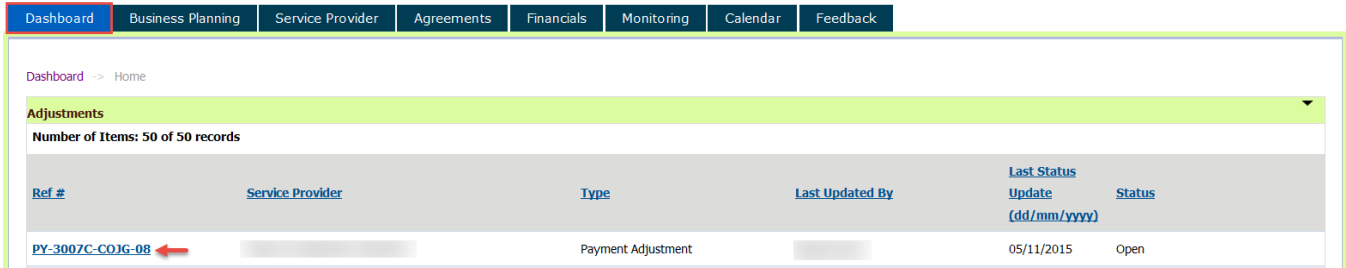 Dashboard Business Planning Service Provider Agreements Financials Monitoring Calendar Feedback
Dashboard -> Home
Adjustments
Number of Items: 50 of 50 records
Ref # Service Provider Type Last Updated By Last Status Update (dd/mm/yyyy) Status
PY-3007C-COJG-08 Payment Adjustment 05/11/2015 Open